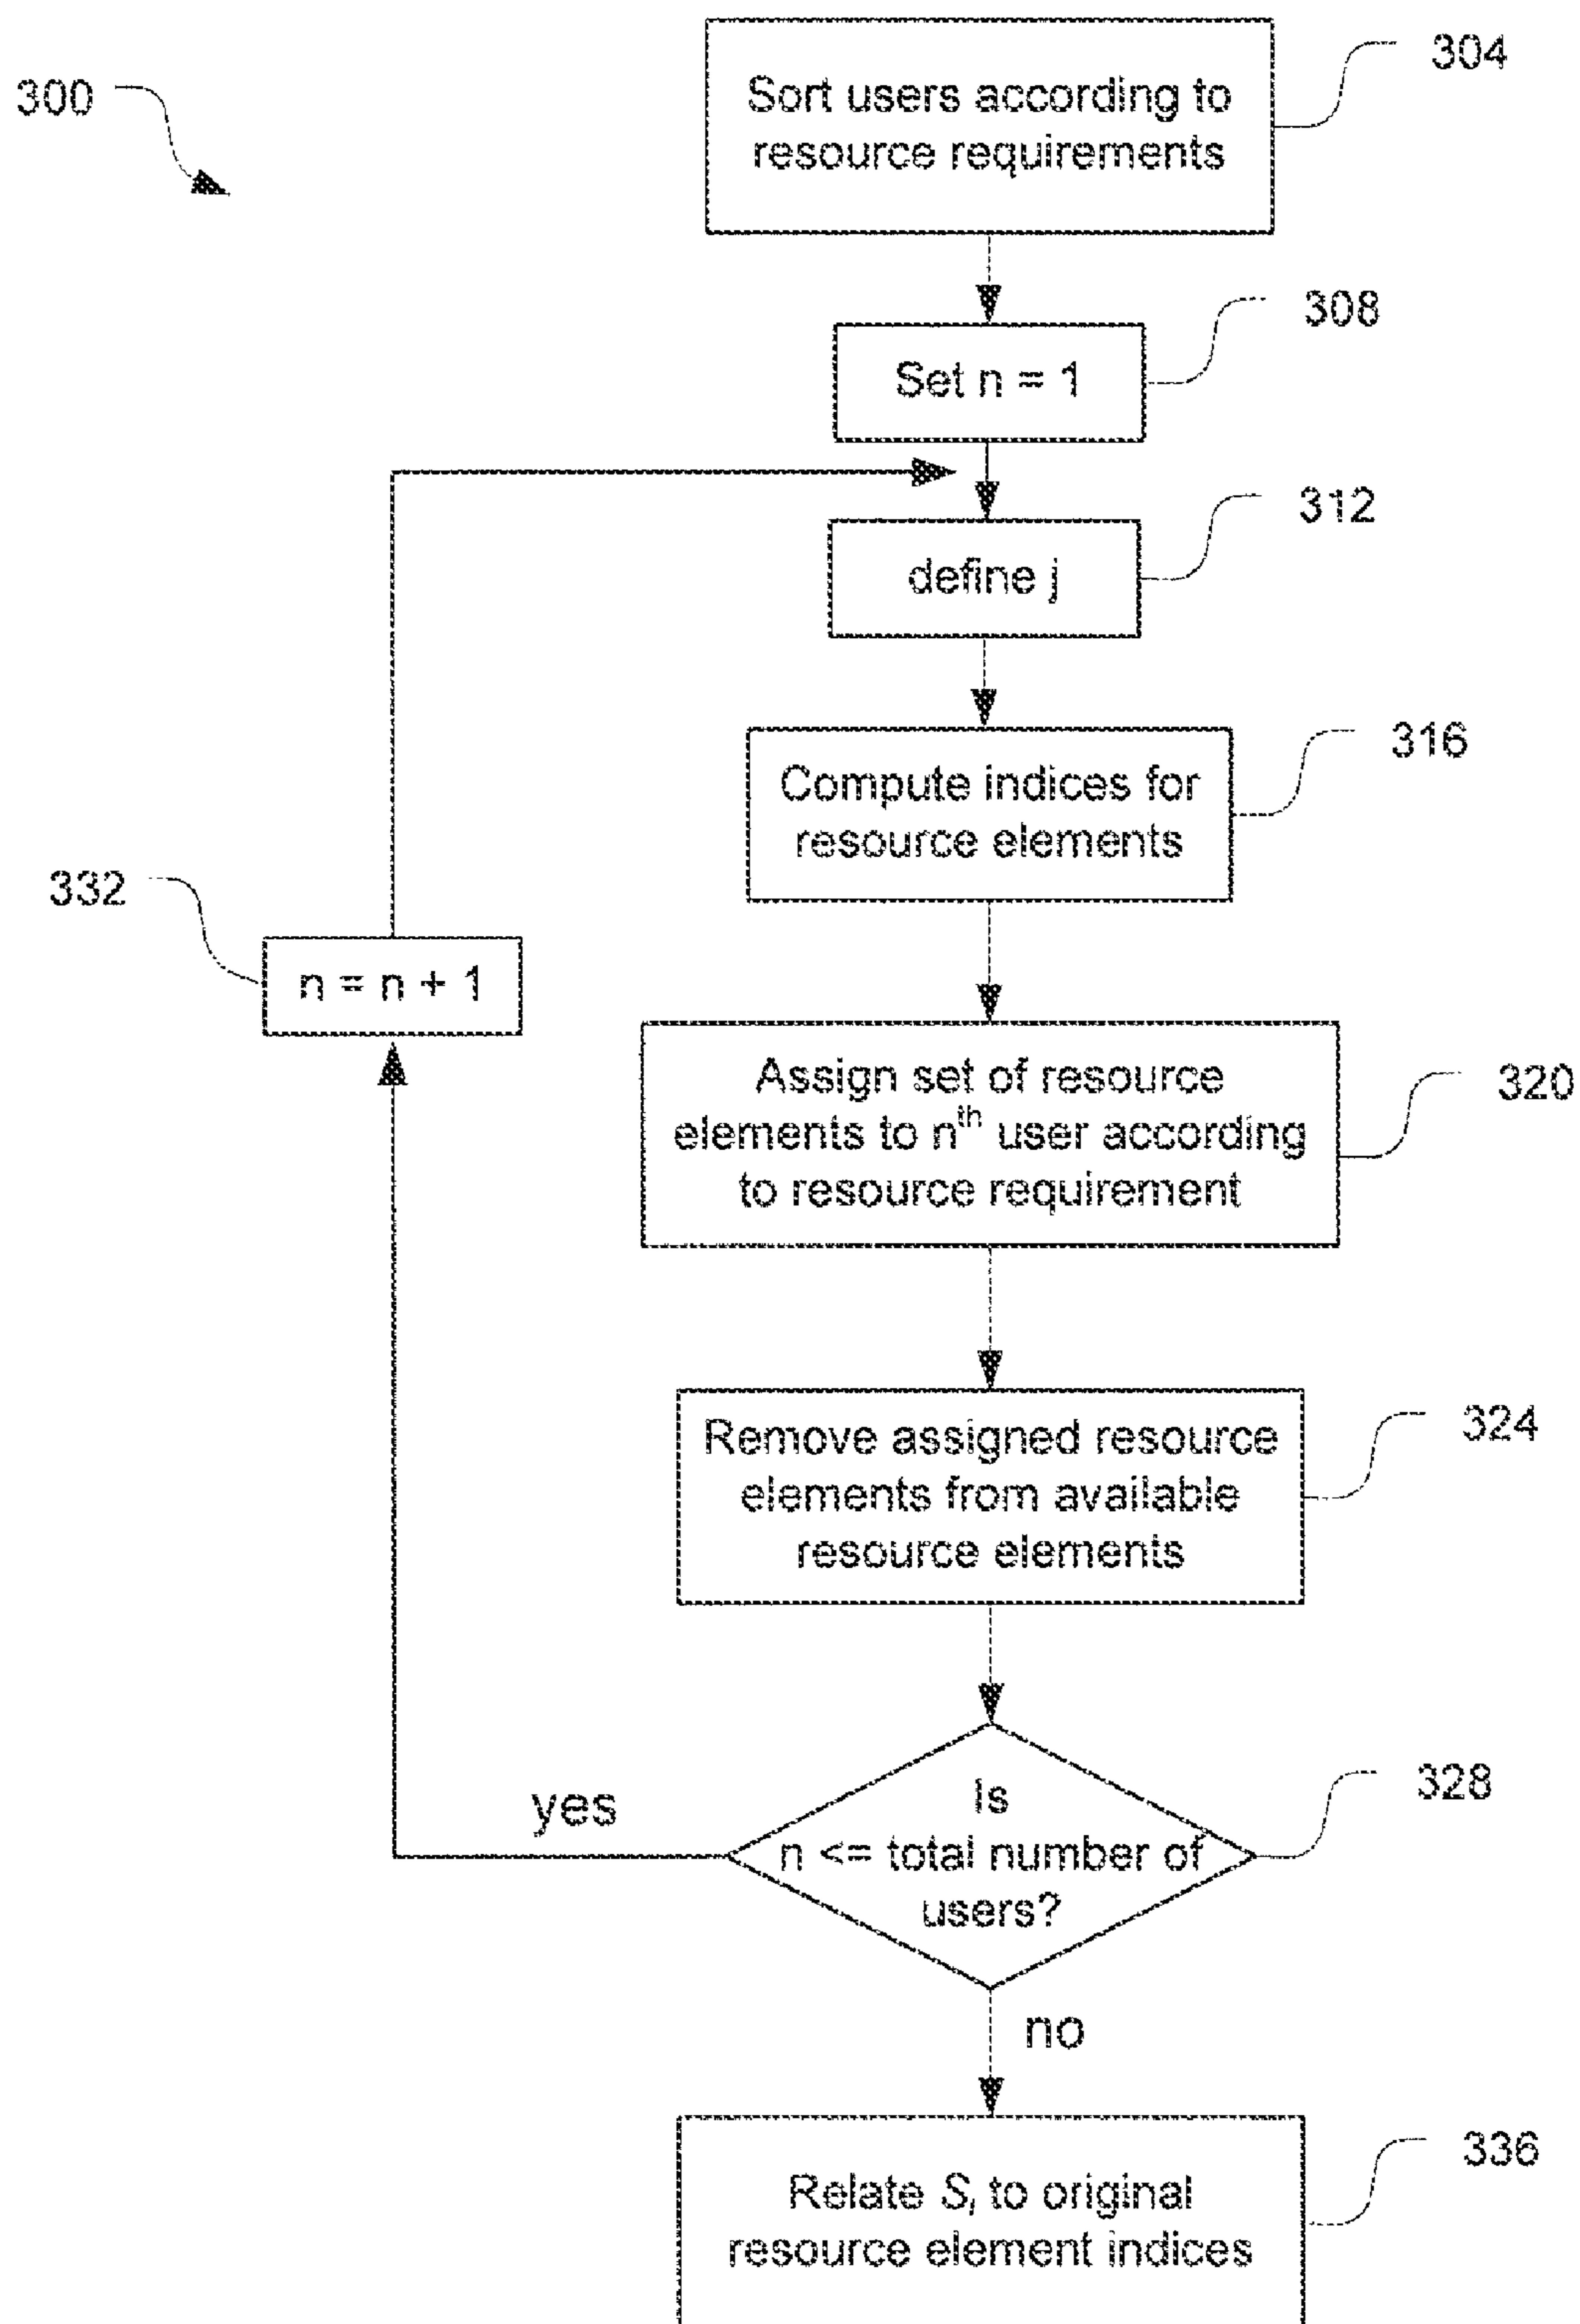 300
304
Sort users according to
resource requirements
308
Set n = 1
312
define j
316
Compute indices for
resource elements
332
n = n + 1
320
Assign set of resource
elements to nth user according
to resource requirement
324
Remove assigned resource
elements from available
resource elements
328
Is
n <= total number of
users?
yes
no
336
Relate Si to original
resource element indices